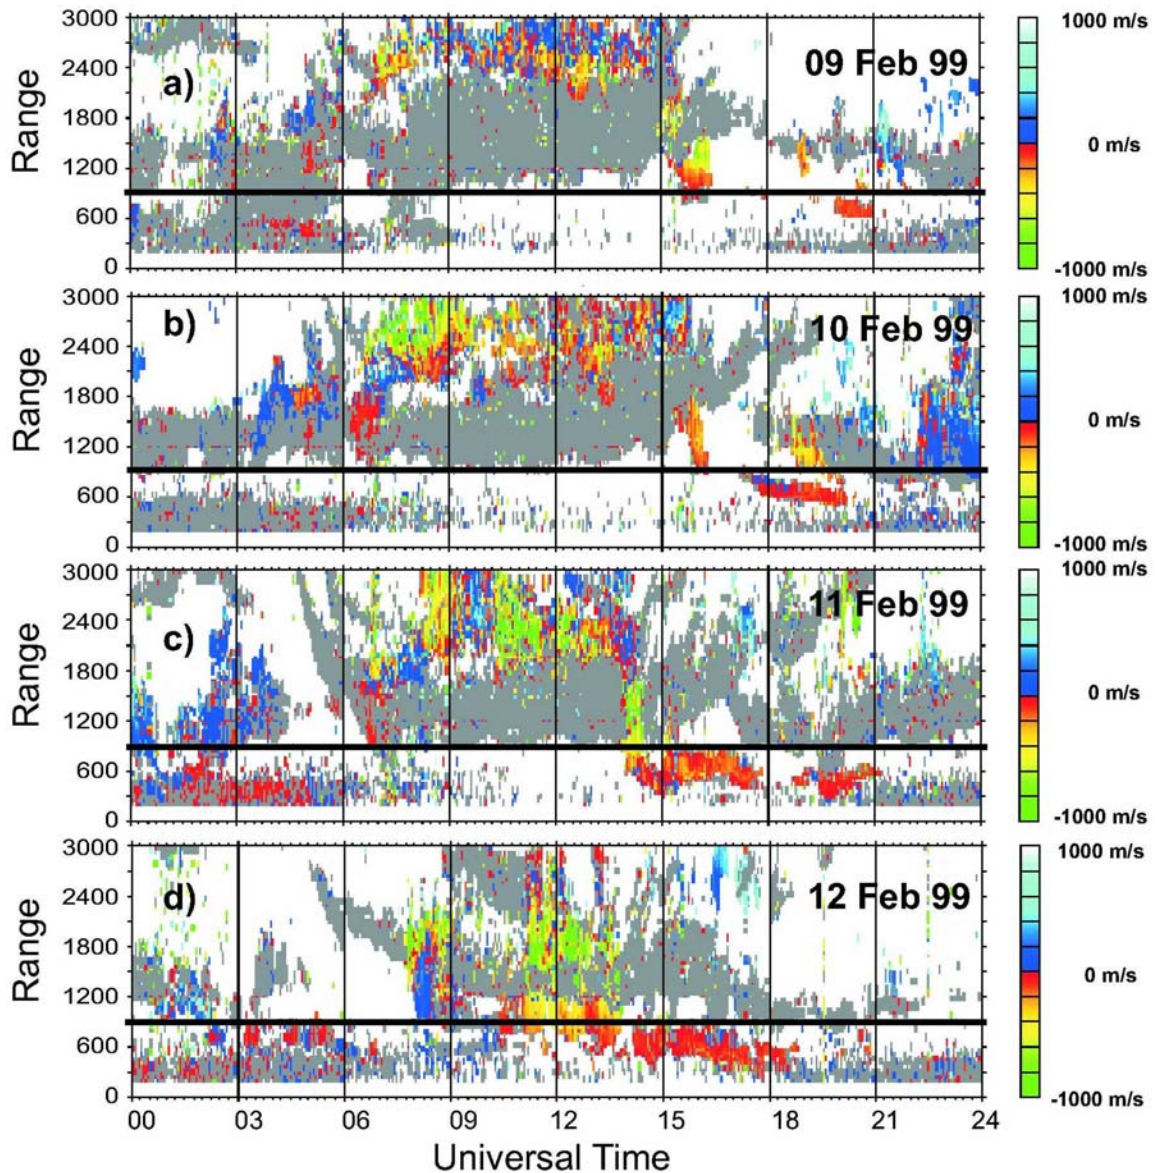 3000
2400
1800
1200
600
0
Range
a)
09 Feb 99
1000 m/s
0 m/s
-1000 m/s
3000
2400
1800
1200
600
0
Range
b)
10 Feb 99
1000 m/s
0 m/s
-1000 m/s
3000
2400
1800
1200
600
0
Range
c)
11 Feb 99
1000 m/s
0 m/s
-1000 m/s
3000
2400
1800
1200
600
0
Range
d)
12 Feb 99
1000 m/s
0 m/s
-1000 m/s
00 03 06 09 12 15 18 21 24
Universal Time